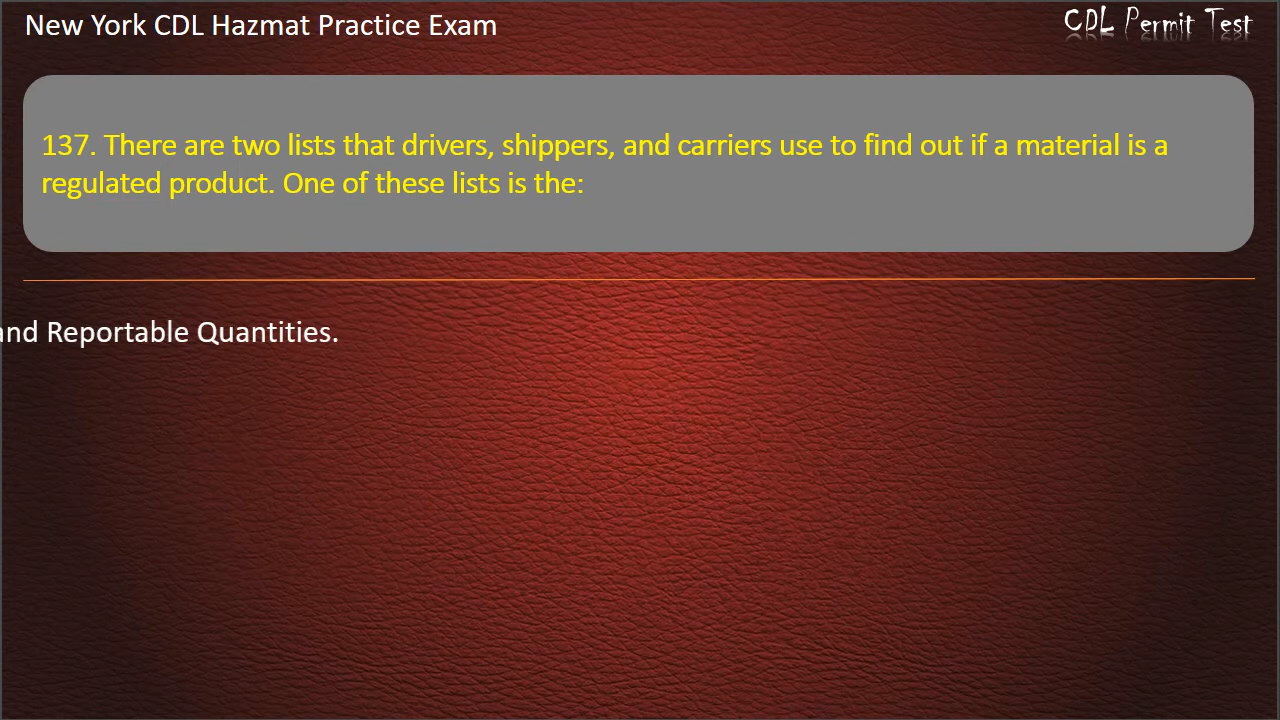 New York CDL Hazmat Practice Exam
CDL Permit Test
137. There are two lists that drivers, shippers, and carriers use to find out if a material is a
regulated product. One of these lists is the:
and Reportable Quantities.